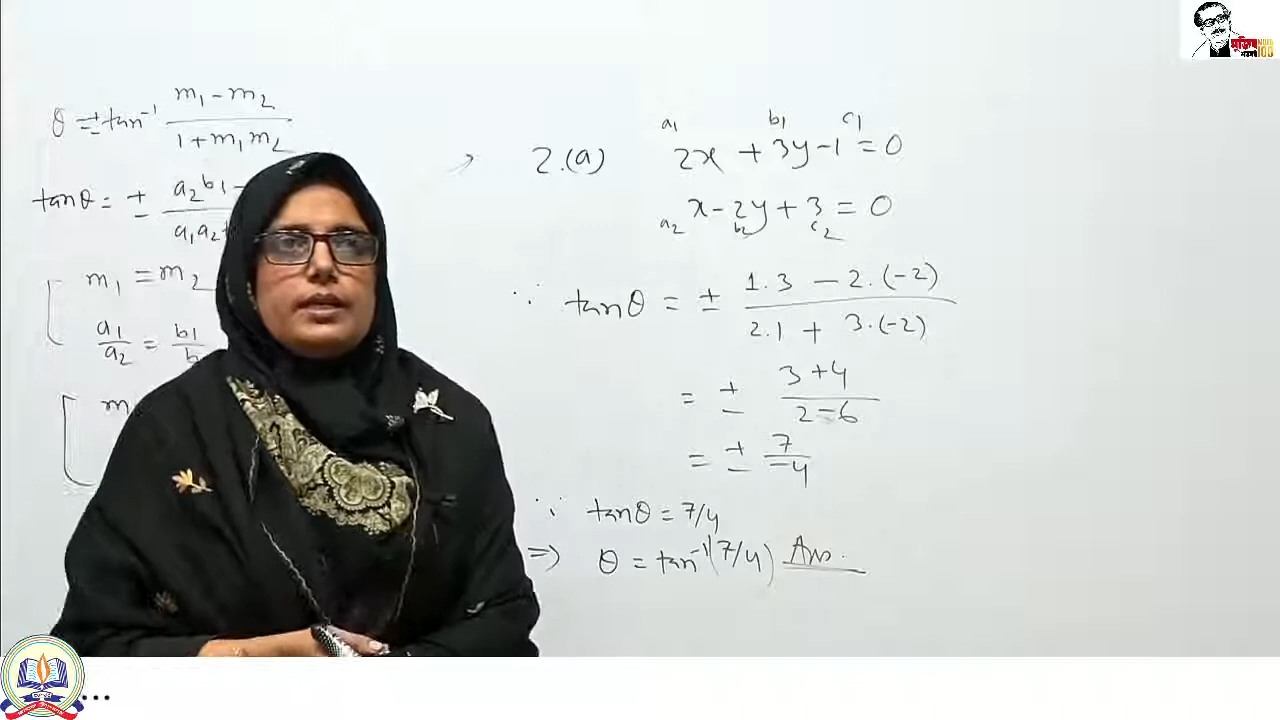 θ = ± tan⁻¹ (m₁ - m₂)/(1 + m₁m₂)
tanθ = ± a₂b₁ -
a₁a₂ +
m₁ = m₂
a₁/a₂ = b₁/b
m
2.(a)
a₁ b₁ c₁
2x + 3y - 1 = 0
x - 2y + 3 = 0
a₂ b₂ c₂
∵ tanθ = ± (1.3 - 2.(-2))/(2.1 + 3.(-2))
= ± (3+4)/(2-6)
= ± 7/-4
∵ tanθ = 7/4
=> θ = tan⁻¹(7/4) Ans.
100
...